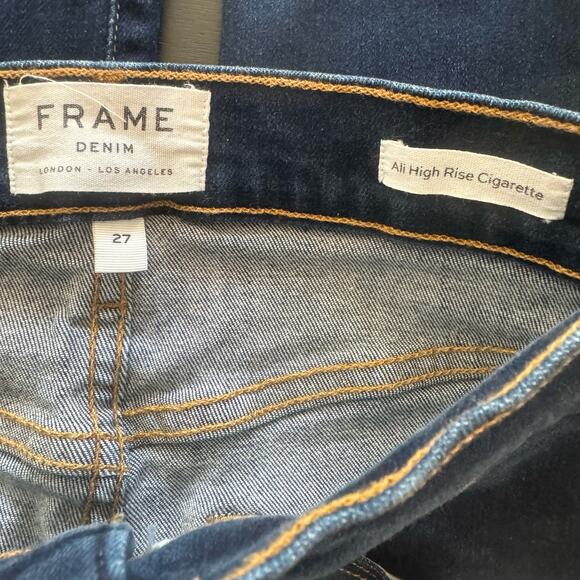 FRAME
DENIM
LONDON - LOS ANGELES
Ali High Rise Cigarette
27